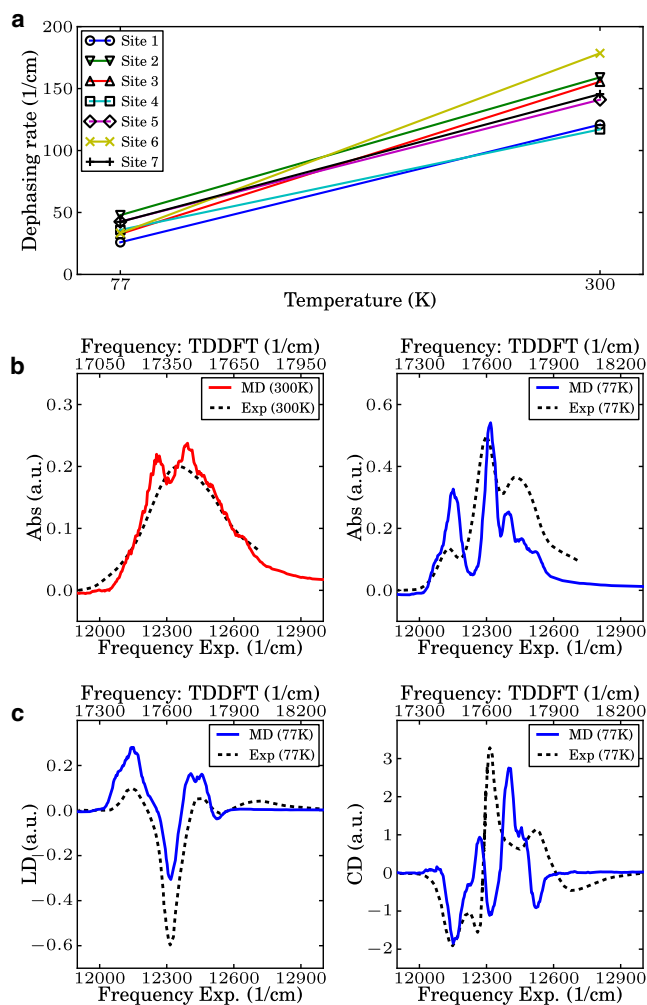 a
Dephasing rate (1/cm)
200
150
100
50
0
Site 1
Site 2
Site 3
Site 4
Site 5
Site 6
Site 7
77
300
Temperature (K)
b
Frequency: TDDFT (1/cm)
17050 17350 17650 17950
Abs (a.u.)
0.3
0.2
0.1
0.0
MD (300K)
Exp (300K)
12000 12300 12600 12900
Frequency Exp. (1/cm)
Frequency: TDDFT (1/cm)
17300 17600 17900 18200
Abs (a.u.)
0.6
0.4
0.2
0.0
MD (77K)
Exp (77K)
12000 12300 12600 12900
Frequency Exp. (1/cm)
c
Frequency: TDDFT (1/cm)
17300 17600 17900 18200
LD (a.u.)
0.2
0.0
−0.2
−0.4
−0.6
MD (77K)
Exp (77K)
12000 12300 12600 12900
Frequency Exp. (1/cm)
Frequency: TDDFT (1/cm)
17300 17600 17900 18200
CD (a.u.)
3
2
1
0
−1
−2
MD (77K)
Exp (77K)
12000 12300 12600 12900
Frequency Exp. (1/cm)